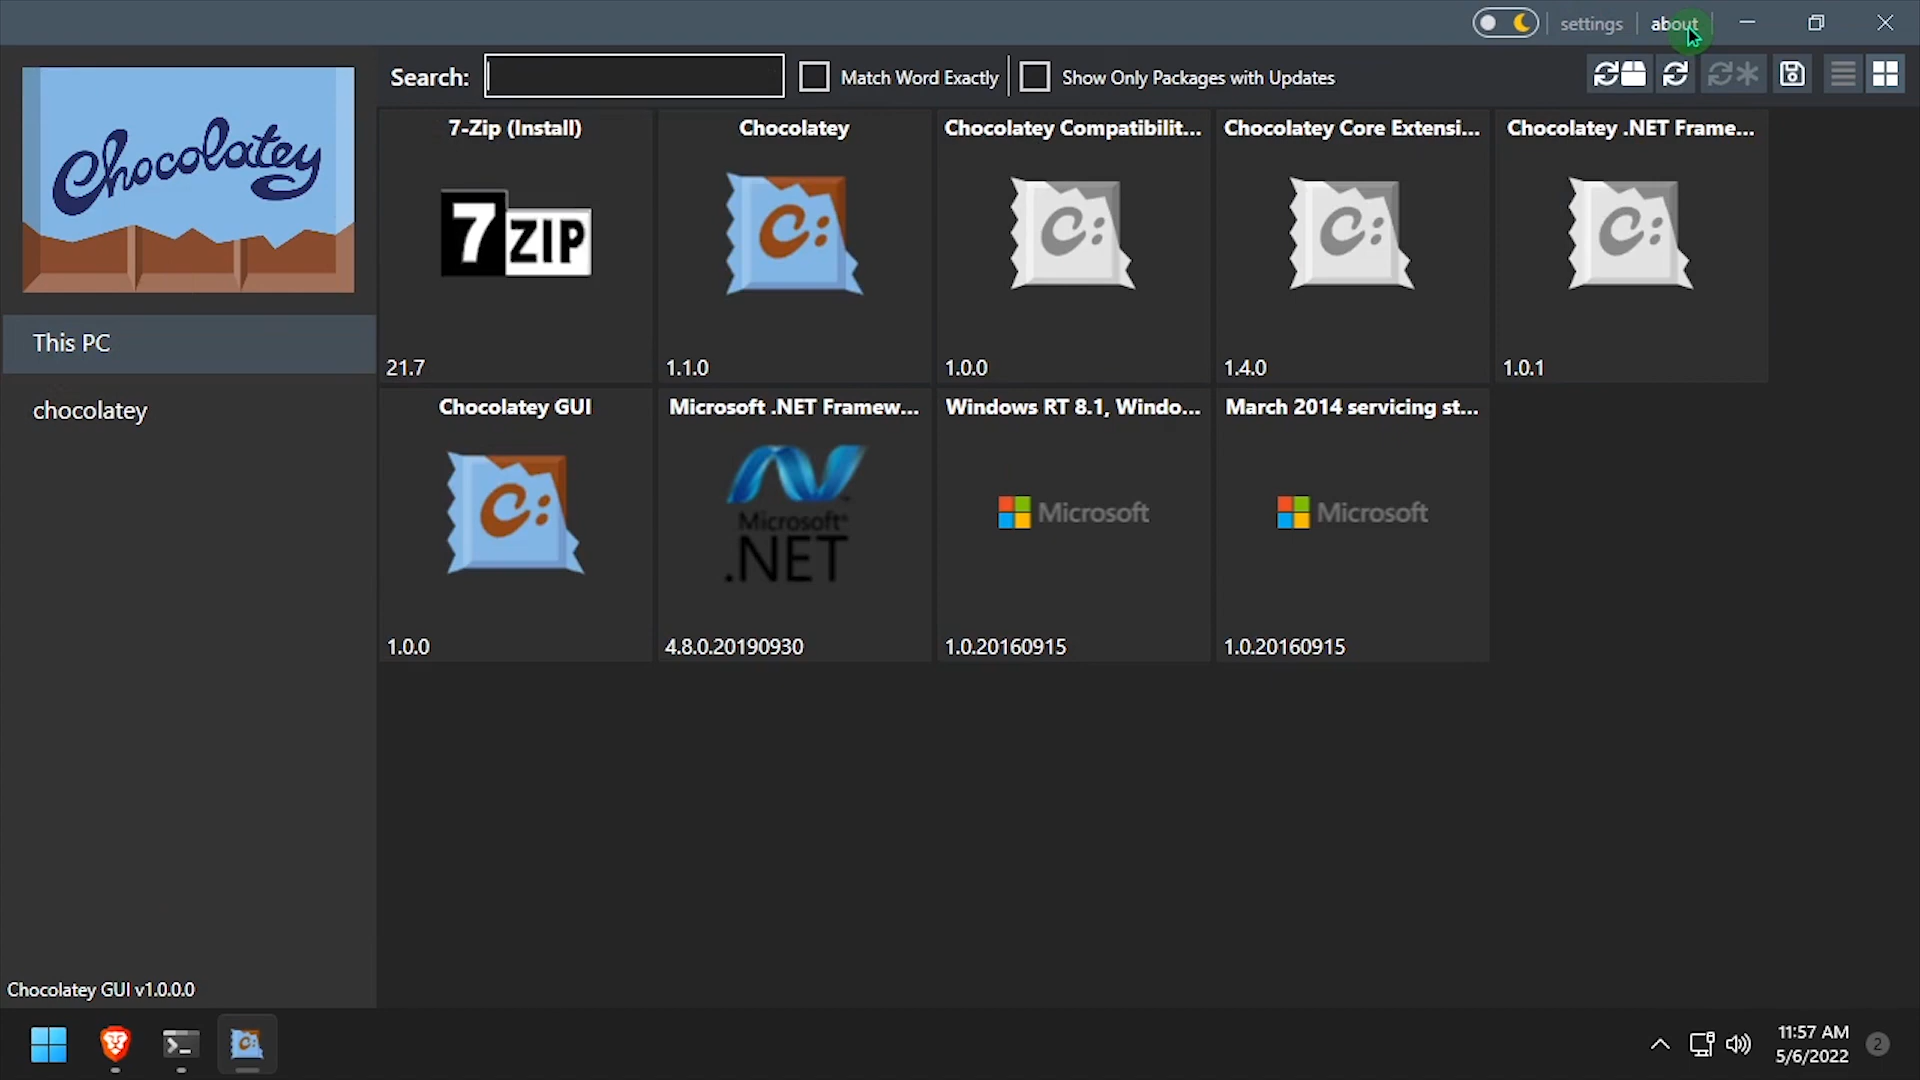 settings
about
Chocolatey
Search:
Match Word Exactly
Show Only Packages with Updates
7-Zip (Install)
Chocolatey
Chocolatey Compatibilit...
Chocolatey Core Extensi...
Chocolatey .NET Frame...
7 ZIP
C:
C:
C:
C:
21.7
1.1.0
1.0.0
1.4.0
1.0.1
This PC
chocolatey
Chocolatey GUI
Microsoft .NET Framew...
Windows RT 8.1, Windo...
March 2014 servicing st...
C:
Microsoft®
.NET
Microsoft
Microsoft
1.0.0
4.8.0.20190930
1.0.20160915
1.0.20160915
Chocolatey GUI v1.0.0.0
C:
11:57 AM
5/6/2022
2